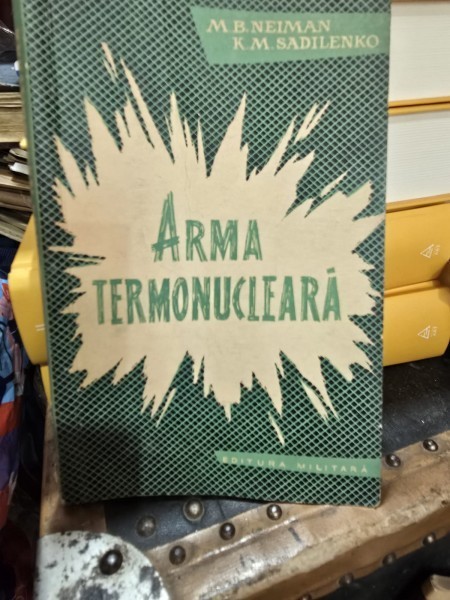 M.B.NEIMAN
K.M.SADILENKO
ARMA
TERMONUCLEARĂ
EDITURA MILITARĂ